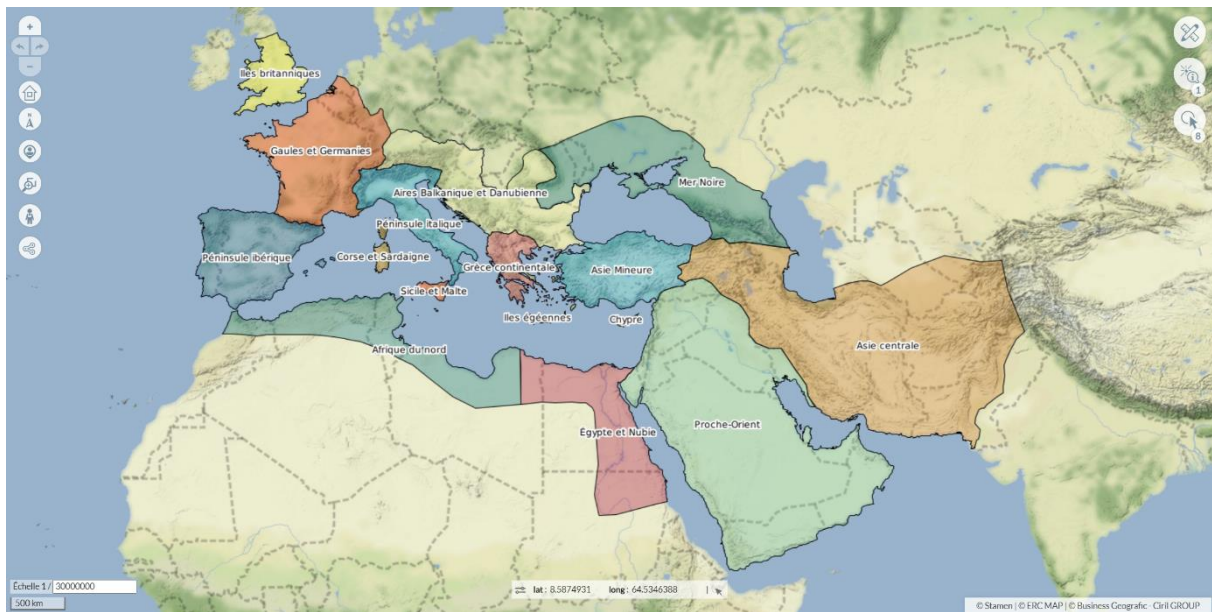 +
−
N
1
8
Iles britanniques
Gaules et Germanies
Mer Noire
Aires Balkanique et Danubienne
Péninsule italique
Péninsule ibérique
Corse et Sardaigne
Grèce continentale
Asie Mineure
Sicile et Malte
Iles égéennes
Chypre
Afrique du nord
Asie centrale
Proche-Orient
Égypte et Nubie
Échelle 1 / 30000000
500 km
lat : 8.5874931 long : 64.5346388
© Stamen | © ERC MAP | © Business Geografic - Ciril GROUP